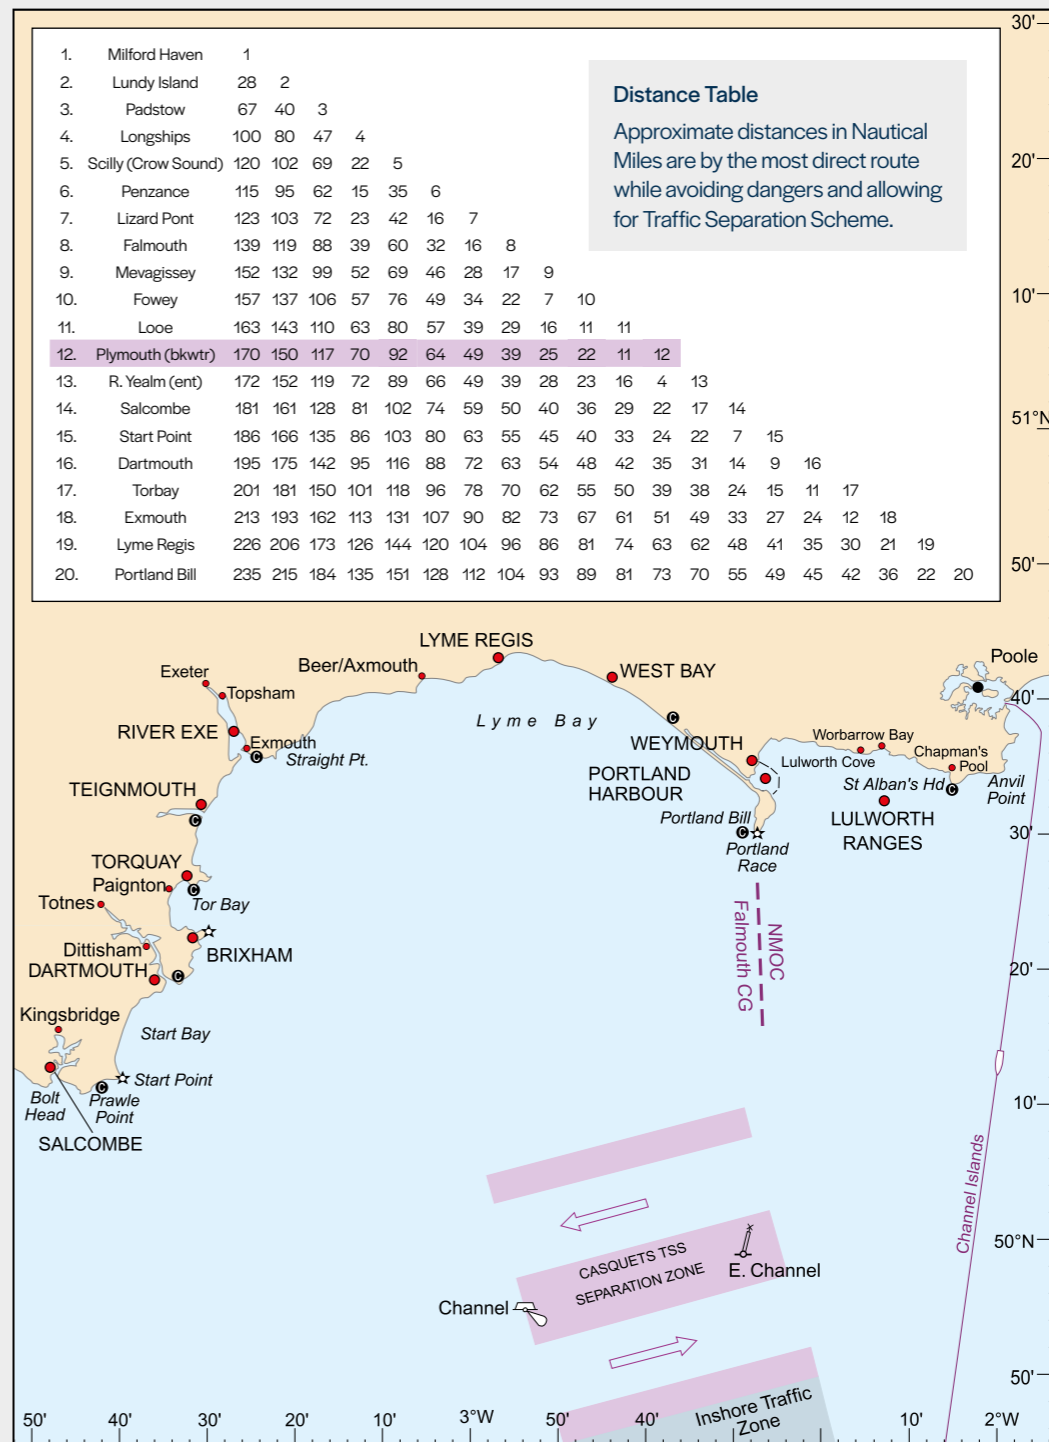 1. Milford Haven 1
2. Lundy Island 28 2
3. Padstow 67 40 3
4. Longships 100 80 47 4
5. Scilly (Crow Sound) 120 102 69 22 5
6. Penzance 115 95 62 15 35 6
7. Lizard Pont 123 103 72 23 42 16 7
8. Falmouth 139 119 88 39 60 32 16 8
9. Mevagissey 152 132 99 52 69 46 28 17 9
10. Fowey 157 137 106 57 76 49 34 22 7 10
11. Looe 163 143 110 63 80 57 39 29 16 11 11
12. Plymouth (bkwtr) 170 150 117 70 92 64 49 39 25 22 11 12
13. R. Yealm (ent) 172 152 119 72 89 66 49 39 28 23 16 4 13
14. Salcombe 181 161 128 81 102 74 59 50 40 36 29 22 17 14
15. Start Point 186 166 135 86 103 80 63 55 45 40 33 24 22 7 15
16. Dartmouth 195 175 142 95 116 88 72 63 54 48 42 35 31 14 9 16
17. Torbay 201 181 150 101 118 96 78 70 62 55 50 39 38 24 15 11 17
18. Exmouth 213 193 162 113 131 107 90 82 73 67 61 51 49 33 27 24 12 18
19. Lyme Regis 226 206 173 126 144 120 104 96 86 81 74 63 62 48 41 35 30 21 19
20. Portland Bill 235 215 184 135 151 128 112 104 93 89 81 73 70 55 49 45 42 36 22 20
Distance Table
Approximate distances in Nautical
Miles are by the most direct route
while avoiding dangers and allowing
for Traffic Separation Scheme.
30'
20'
10'
51°N
50'
40'
30'
20'
10'
50°N
50'
LYME REGIS
Beer/Axmouth
WEST BAY
Exeter
Topsham
Poole
RIVER EXE
Lyme Bay
Exmouth
Straight Pt.
WEYMOUTH
Worbarrow Bay
Lulworth Cove
Chapman's
Pool
TEIGNMOUTH
PORTLAND
HARBOUR
St Alban's Hd
Anvil
Point
C
C
C
C
C
C
C
C
Portland Bill
LULWORTH
RANGES
Portland
Race
TORQUAY
Paignton
Totnes
Tor Bay
Dittisham
BRIXHAM
DARTMOUTH
NMOC
Falmouth CG
Kingsbridge
Start Bay
Start Point
Bolt
Head
Prawle
Point
SALCOMBE
Channel Islands
CASQUETS TSS
SEPARATION ZONE
E. Channel
Channel
Inshore Traffic
Zone
50' 40' 30' 20' 10' 3°W 50' 40' 10' 2°W